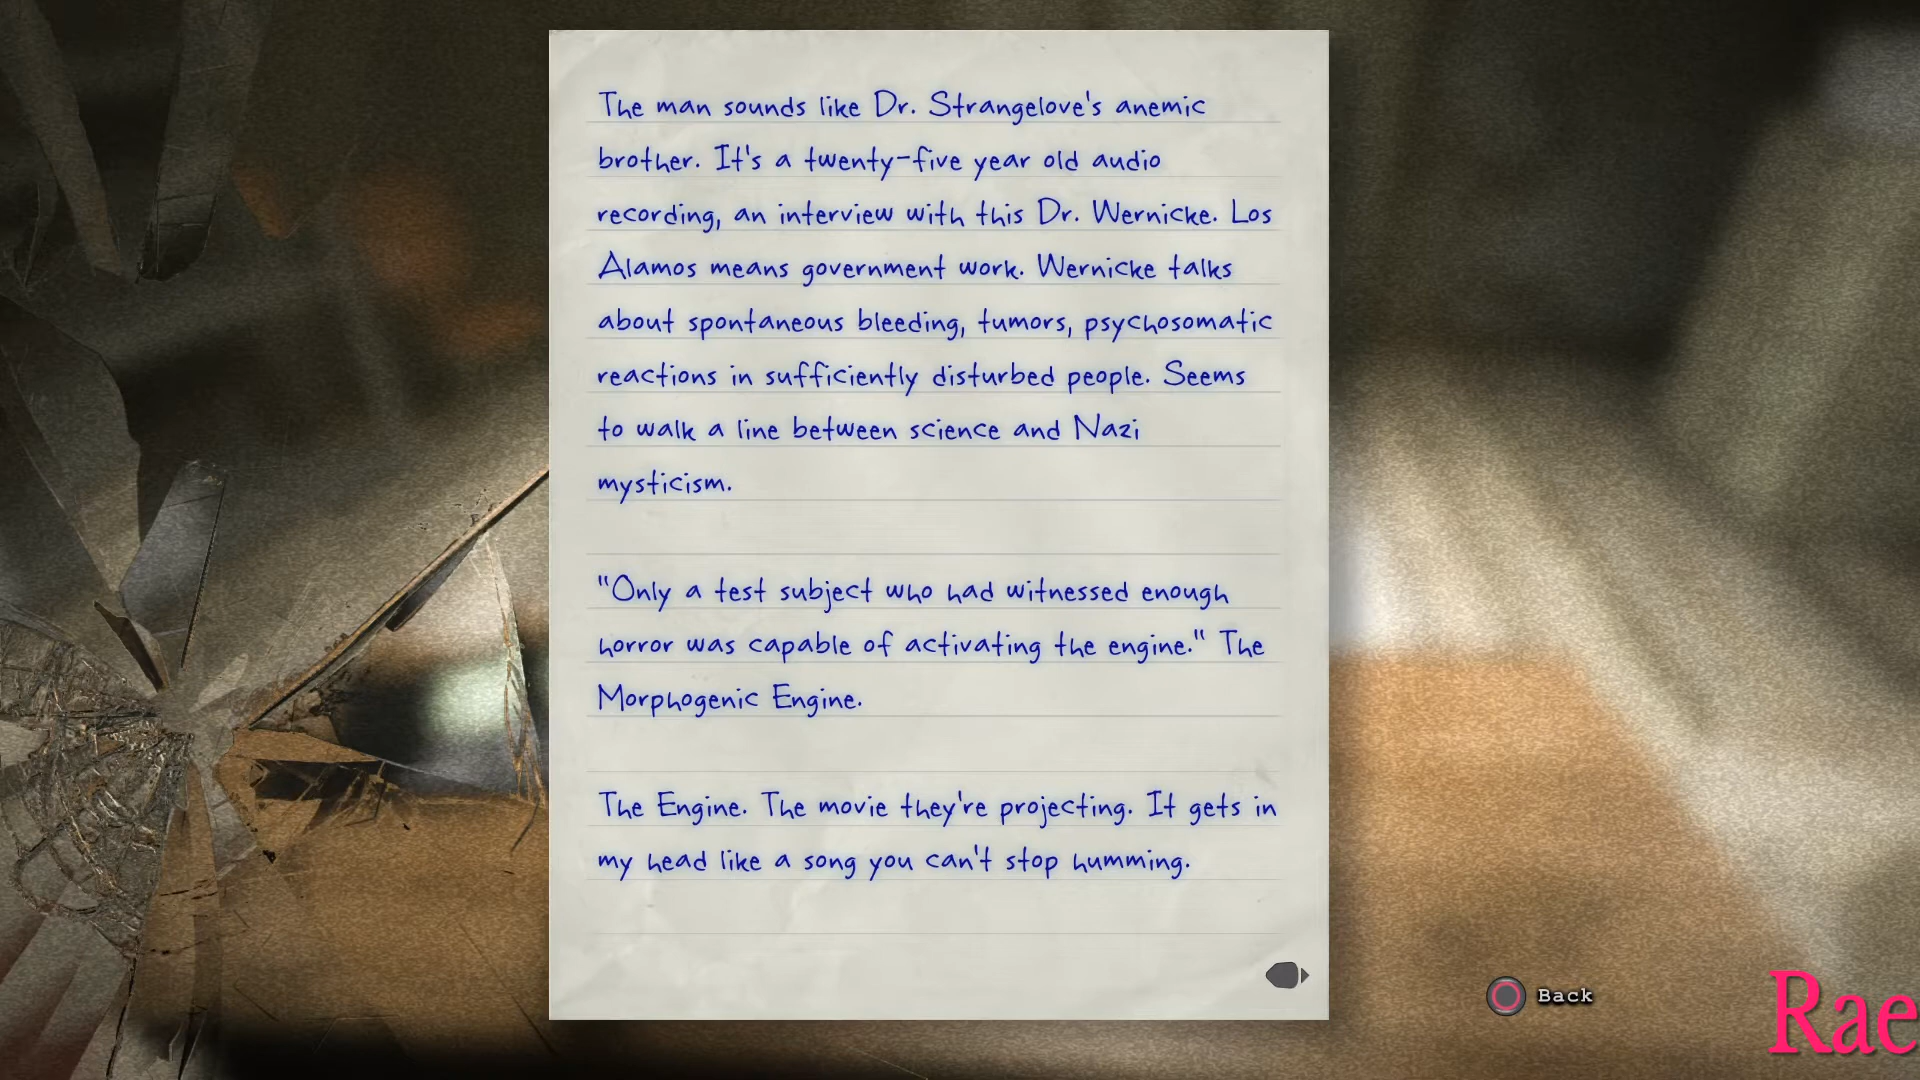 The man sounds like Dr. Strangelove's anemic
brother. It's a twenty-five year old audio
recording, an interview with this Dr. Wernicke. Los
Alamos means government work. Wernicke talks
about spontaneous bleeding, tumors, psychosomatic
reactions in sufficiently disturbed people. Seems
to walk a line between science and Nazi
mysticism.
"Only a test subject who had witnessed enough
horror was capable of activating the engine." The
Morphogenic Engine.
The Engine. The movie they're projecting. It gets in
my head like a song you can't stop humming.
Back
Rae